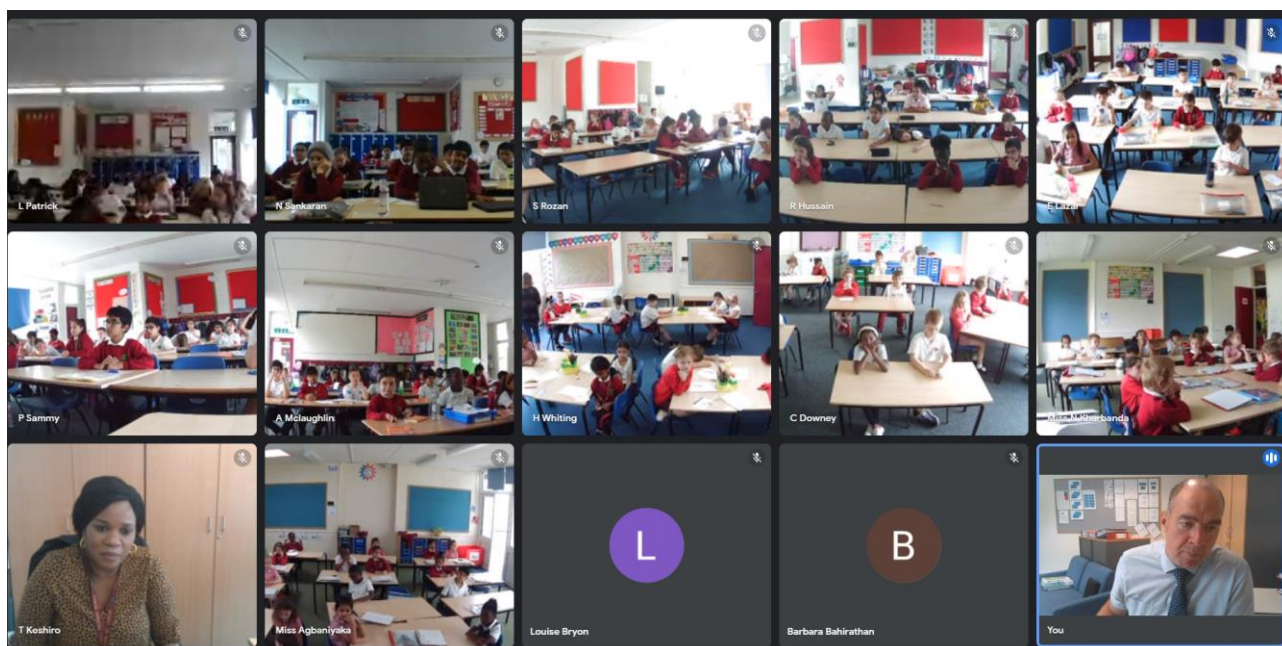 L Patrick
N Sankaran
S Rozan
R Hussain
E Lazar
P Sammy
A Mclaughlin
H Whiting
C Downey
Miss N Kharbanda
T Keshiro
Miss Agbaniyaka
L
Louise Bryon
B
Barbara Bahirathan
You